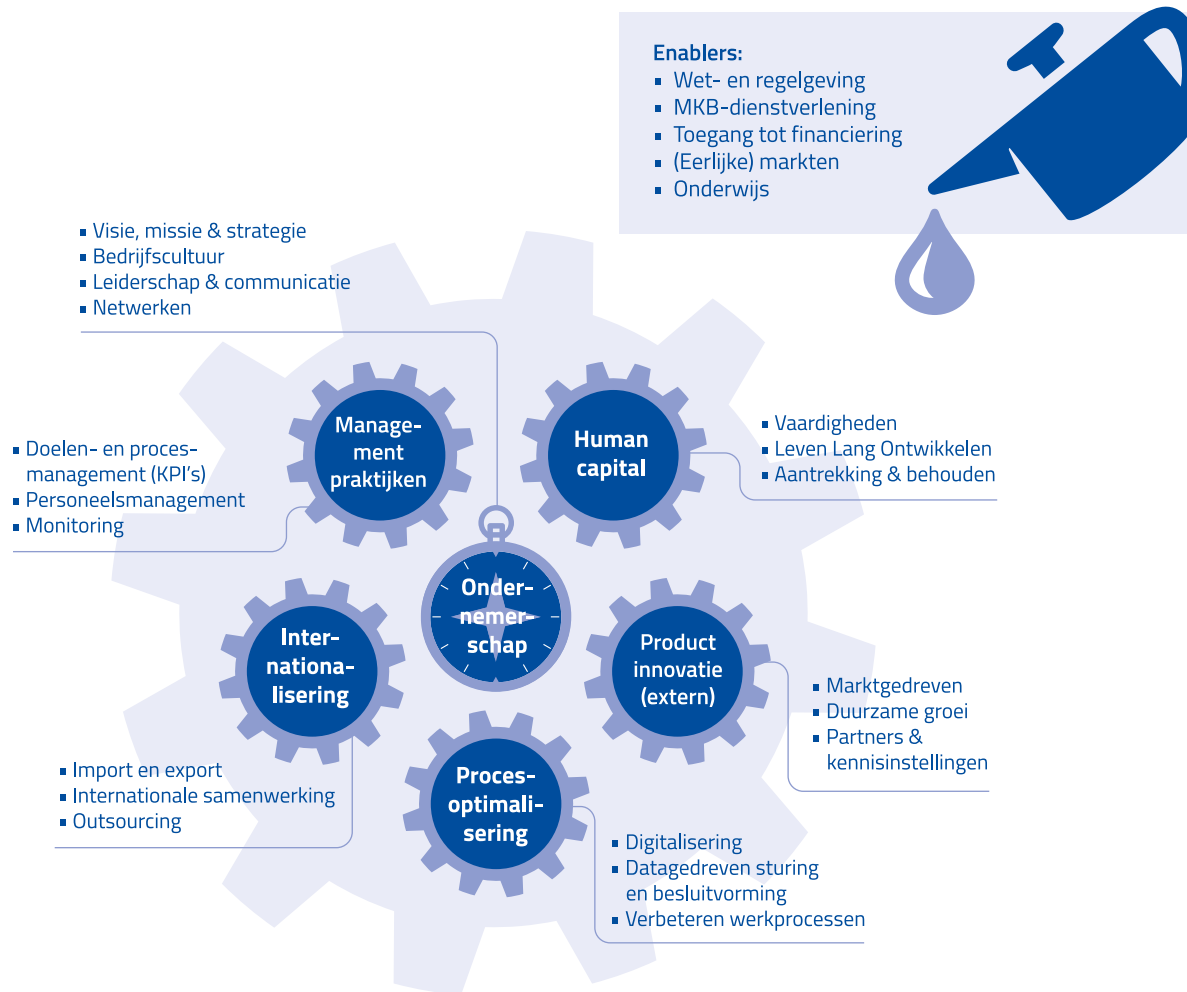 Enablers:
▪ Wet- en regelgeving
▪ MKB-dienstverlening
▪ Toegang tot financiering
▪ (Eerlijke) markten
▪ Onderwijs
▪ Visie, missie & strategie
▪ Bedrijfscultuur
▪ Leiderschap & communicatie
▪ Netwerken
Manage-
ment
praktijken
▪ Doelen- en proces-
management (KPI's)
▪ Personeelsmanagement
▪ Monitoring
Human
capital
▪ Vaardigheden
▪ Leven Lang Ontwikkelen
▪ Aantrekking & behouden
Onder-
nemer-
schap
Inter-
nationa-
lisering
▪ Import en export
▪ Internationale samenwerking
▪ Outsourcing
Product
innovatie
(extern)
▪ Marktgedreven
▪ Duurzame groei
▪ Partners &
kennisinstellingen
Proces-
optimali-
sering
▪ Digitalisering
▪ Datagedreven sturing
en besluitvorming
▪ Verbeteren werkprocessen